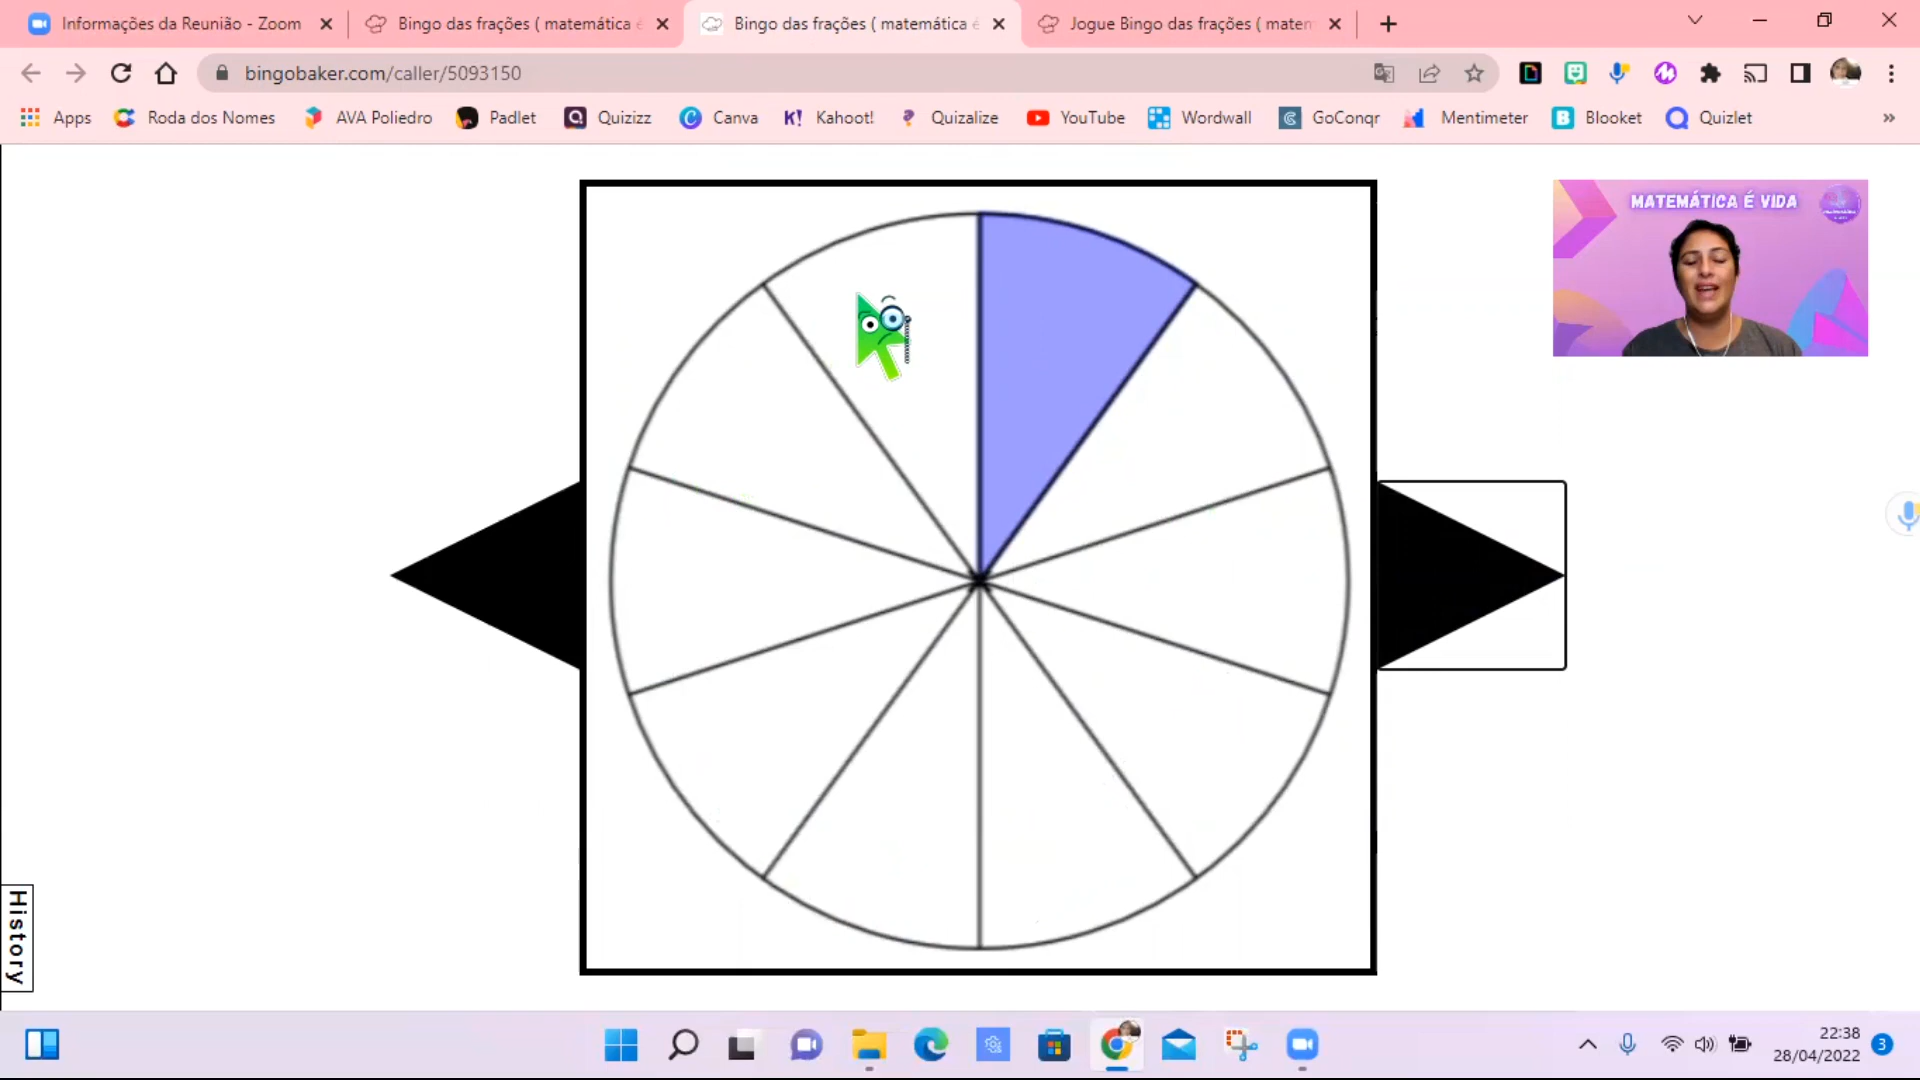 Informações da Reunião - Zoom
Bingo das frações ( matemática é
Bingo das frações ( matemática é
Jogue Bingo das frações ( matem
bingobaker.com/caller/5093150
Apps
Roda dos Nomes
AVA Poliedro
Padlet
Quizizz
Canva
K! Kahoot!
Quizalize
YouTube
Wordwall
GoConqr
Mentimeter
B Blooket
Quizlet
»
MATEMÁTICA É VIDA
History
22:38
28/04/2022
3